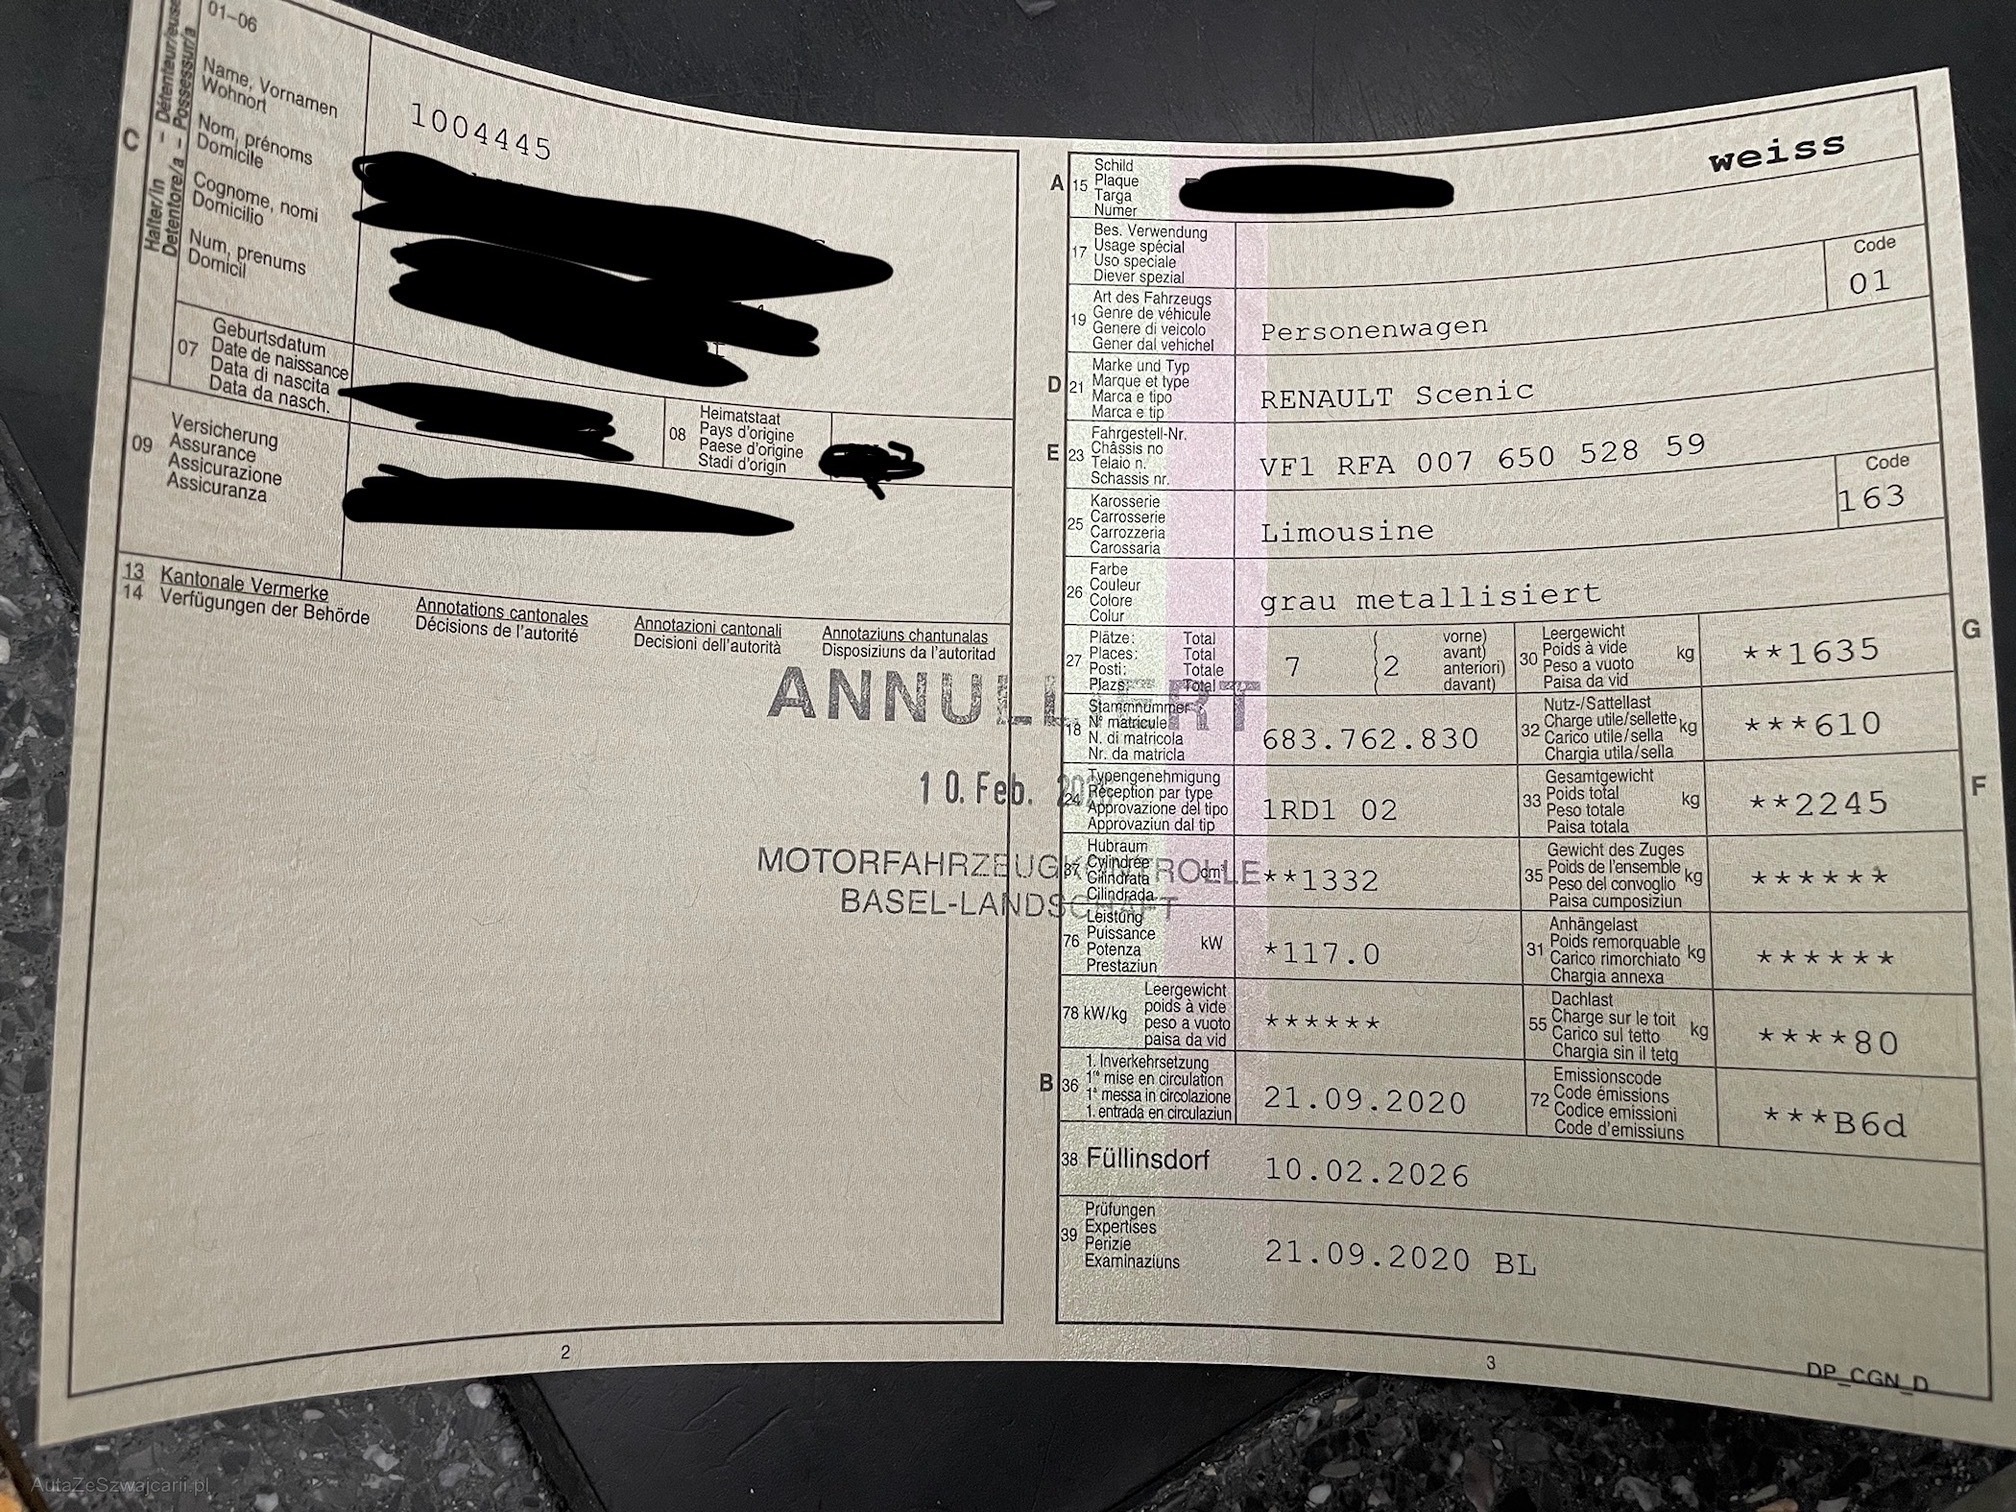 01-06
C
Halter/in - Détenteur/euse
Detentore/a - Possessur/a
Name, Vornamen
Wohnort
Nom, prénoms
Domicile
Cognome, nomi
Domicilio
Num, prenums
Domicil
1004445
07
Geburtsdatum
Date de naissance
Data di nascita
Data da nasch.
08
Heimatstaat
Pays d'origine
Paese d'origine
Stadi d'origin
09
Versicherung
Assurance
Assicurazione
Assicuranza
13 Kantonale Vermerke
14 Verfügungen der Behörde
Annotations cantonales
Décisions de l'autorité
Annotazioni cantonali
Decisioni dell'autorità
Annotaziuns chantunalas
Disposiziuns da l'autoritad
ANNULLIERT
10. Feb.
MOTORFAHRZEUGKONTROLLE
BASEL-LANDSCHAFT
2
weiss
A 15
Schild
Plaque
Targa
Numer
17
Bes. Verwendung
Usage spécial
Uso speciale
Diever spezial
Code
01
19
Art des Fahrzeugs
Genre de véhicule
Genere di veicolo
Gener dal vehichel
Personenwagen
D 21
Marke und Typ
Marque et type
Marca e tipo
Marca e tip
RENAULT Scenic
E 23
Fahrgestell-Nr.
Châssis no
Telaio n.
Schassis nr.
VF1 RFA 007 650 528 59
25
Karosserie
Carrosserie
Carrozzeria
Carossaria
Limousine
Code
163
26
Farbe
Couleur
Colore
Colur
grau metallisiert
27
Plätze: Total
Places: Total
Posti: Totale
Plazs: Total
7
2
vorne)
avant)
anteriori)
davant)
30
Leergewicht
Poids à vide
Peso a vuoto
Paisa da vid
kg
**1635
G
18
Stammnummer
N° matricule
N. di matricola
Nr. da matricla
683.762.830
32
Nutz-/Sattellast
Charge utile/sellette
Carico utile/sella
Chargia utila/sella
kg
***610
24
Typengenehmigung
Réception par type
Approvazione del tipo
Approvaziun dal tip
1RD1 02
33
Gesamtgewicht
Poids total
Peso totale
Paisa totala
kg
**2245
F
37
Hubraum
Cylindrée
Cilindrata
Cilindrada
cm³
**1332
35
Gewicht des Zuges
Poids de l'ensemble
Peso del convoglio
Paisa cumposiziun
kg
******
76
Leistung
Puissance
Potenza
Prestaziun
kW
*117.0
31
Anhängelast
Poids remorquable
Carico rimorchiato
Chargia annexa
kg
******
78 kW/kg
Leergewicht
poids à vide
peso a vuoto
paisa da vid
******
55
Dachlast
Charge sur le toit
Carico sul tetto
Chargia sin il tetg
kg
****80
B 36
1. Inverkehrsetzung
1re mise en circulation
1a messa in circolazione
1. entrada en circulaziun
21.09.2020
72
Emissionscode
Code émissions
Codice emissioni
Code d'emissiuns
***B6d
38 Füllinsdorf
10.02.2026
39
Prüfungen
Expertises
Perizie
Examinaziuns
21.09.2020 BL
3
DP_CGN_D
AutaZeSzwajcarii.pl